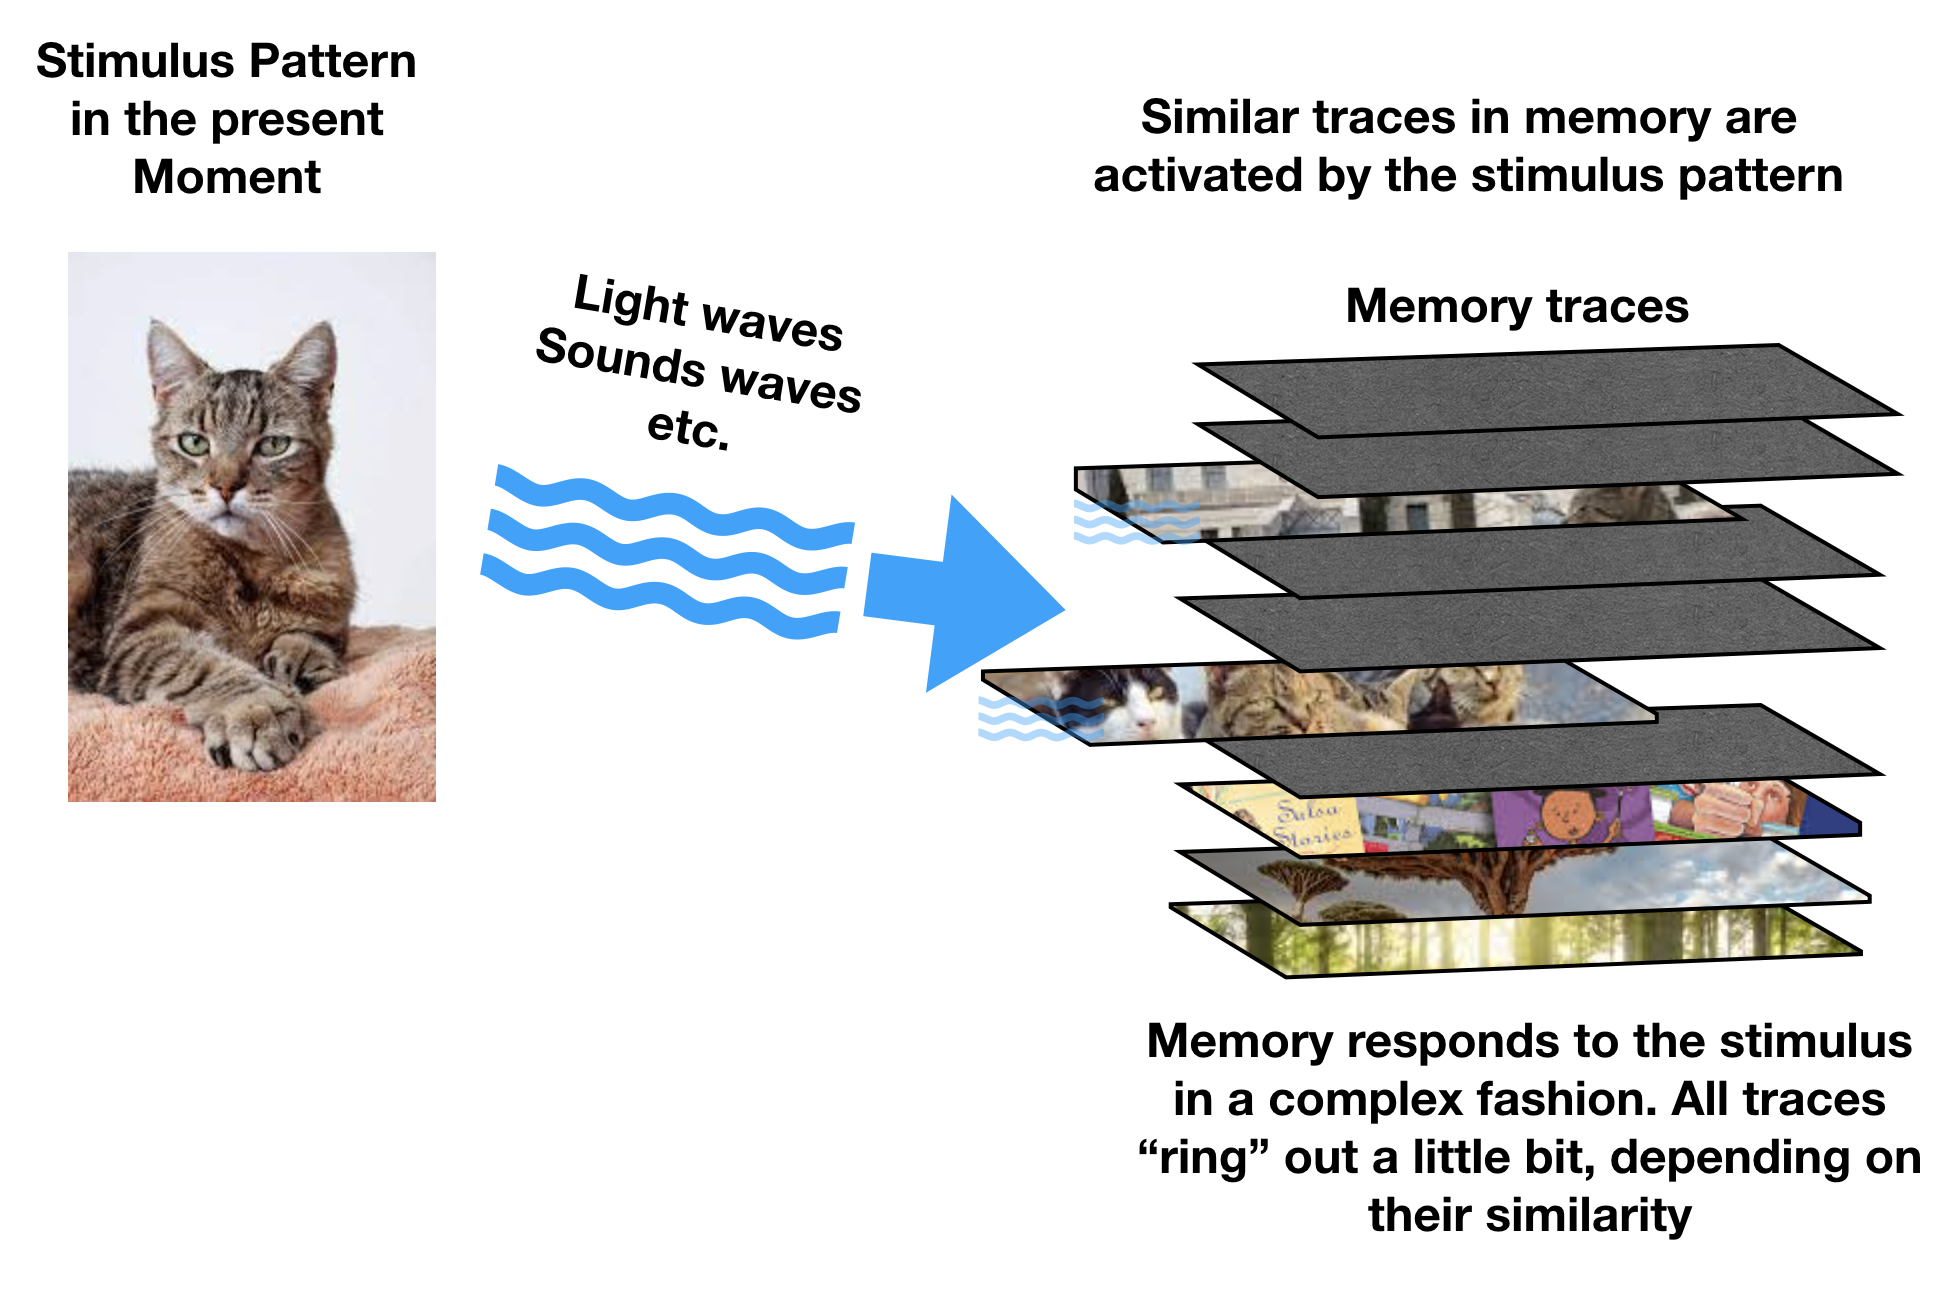 Stimulus Pattern
in the present
Moment
Light waves
Sounds waves
etc.
Similar traces in memory are
activated by the stimulus pattern
Memory traces
Salsa
Stories
Memory responds to the stimulus
in a complex fashion. All traces
“ring” out a little bit, depending on
their similarity